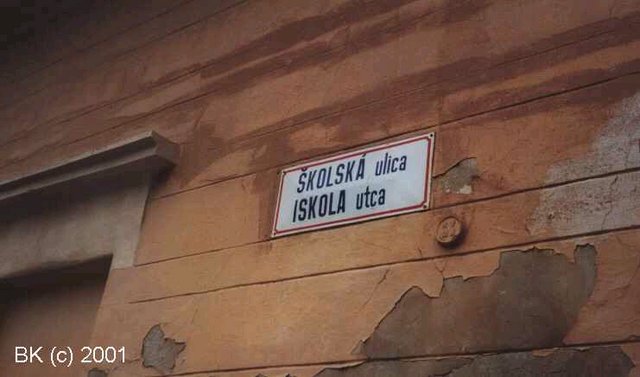 ŠKOLSKÁ ulica
ISKOLA utca
BK (c) 2001